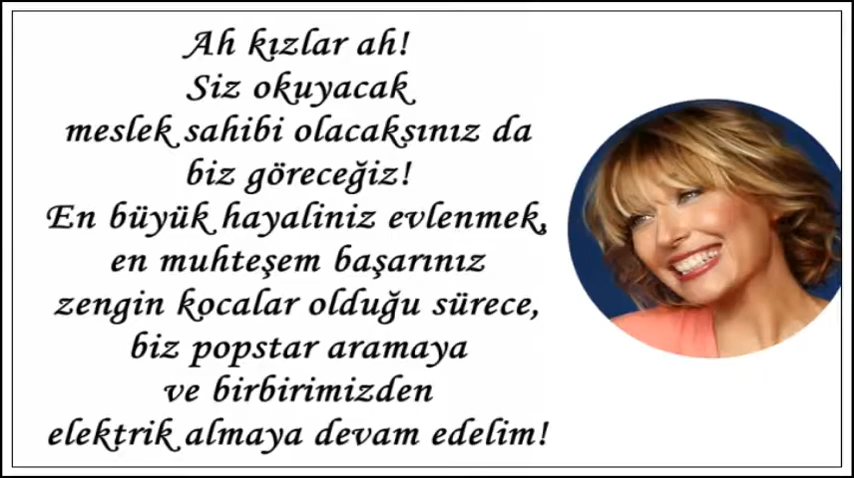 Ah kızlar ah!
Siz okuyacak
meslek sahibi olacaksınız da
biz göreceğiz!
En büyük hayaliniz evlenmek,
en muhteşem başarınız
zengin kocalar olduğu sürece,
biz popstar aramaya
ve birbirimizden
elektrik almaya devam edelim!